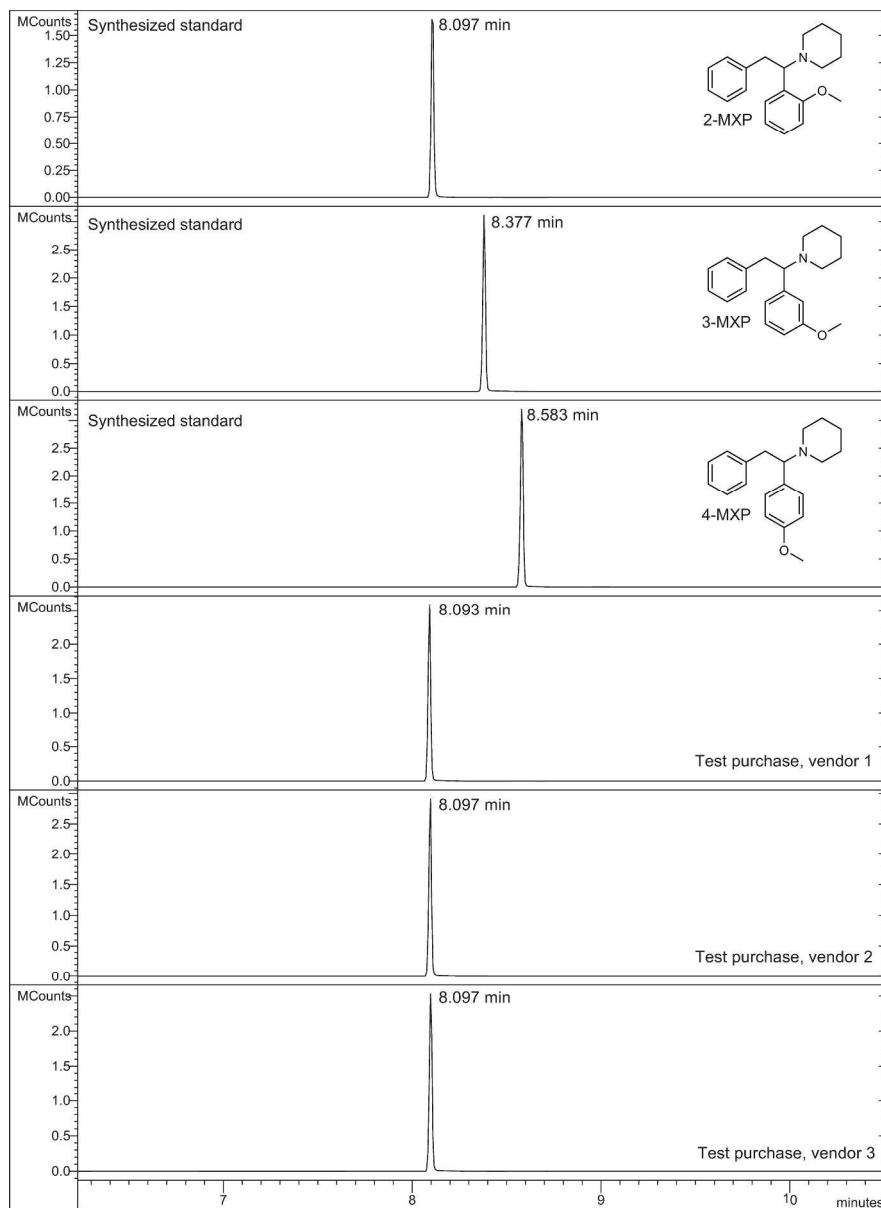 MCounts
Synthesized standard
8.097 min
1.50
1.25
1.00
0.75
0.50
0.25
0.00
N
O
2-MXP
MCounts
Synthesized standard
8.377 min
2.5
2.0
1.5
1.0
0.5
0.0
N
3-MXP
O
MCounts
Synthesized standard
8.583 min
2.5
2.0
1.5
1.0
0.5
0.0
N
4-MXP
O
MCounts
8.093 min
2.0
1.5
1.0
0.5
0.0
Test purchase, vendor 1
MCounts
8.097 min
2.5
2.0
1.5
1.0
0.5
0.0
Test purchase, vendor 2
MCounts
8.097 min
2.0
1.5
1.0
0.5
0.0
Test purchase, vendor 3
7 8 9 10 minutes